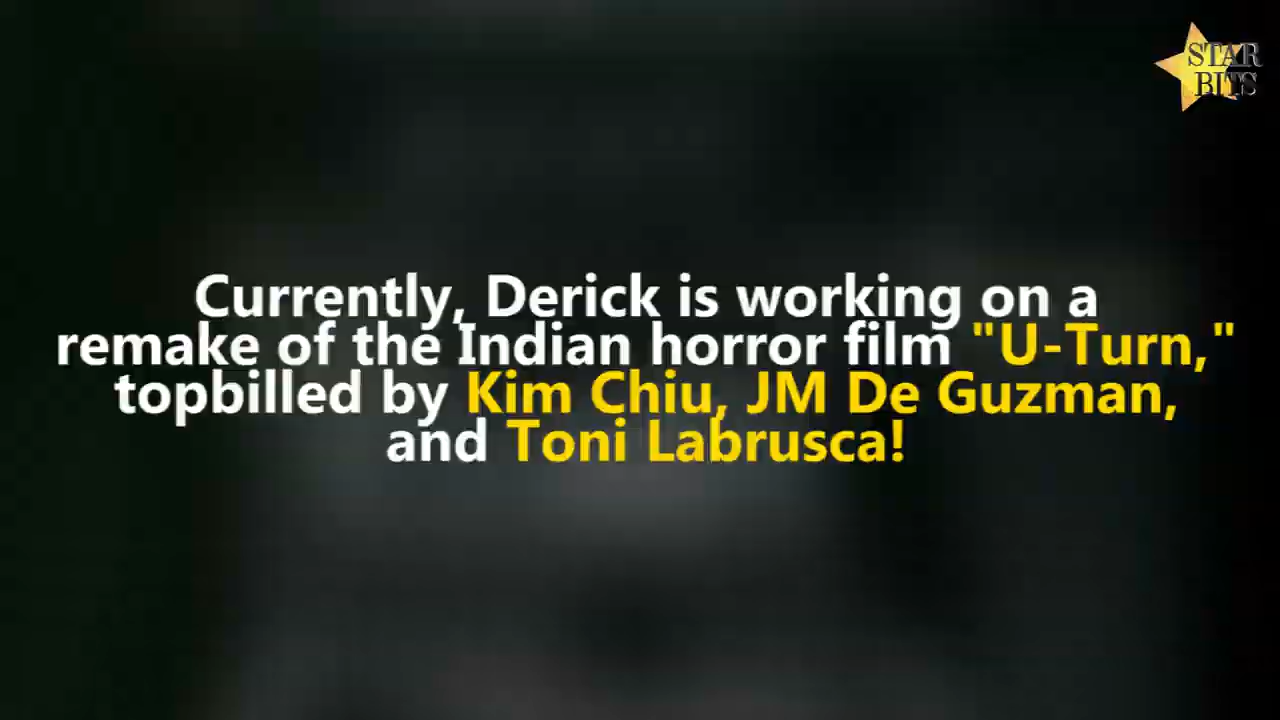 STAR
BITS
Currently, Derick is working on a
remake of the Indian horror film "U-Turn,"
topbilled by Kim Chiu, JM De Guzman,
and Toni Labrusca!